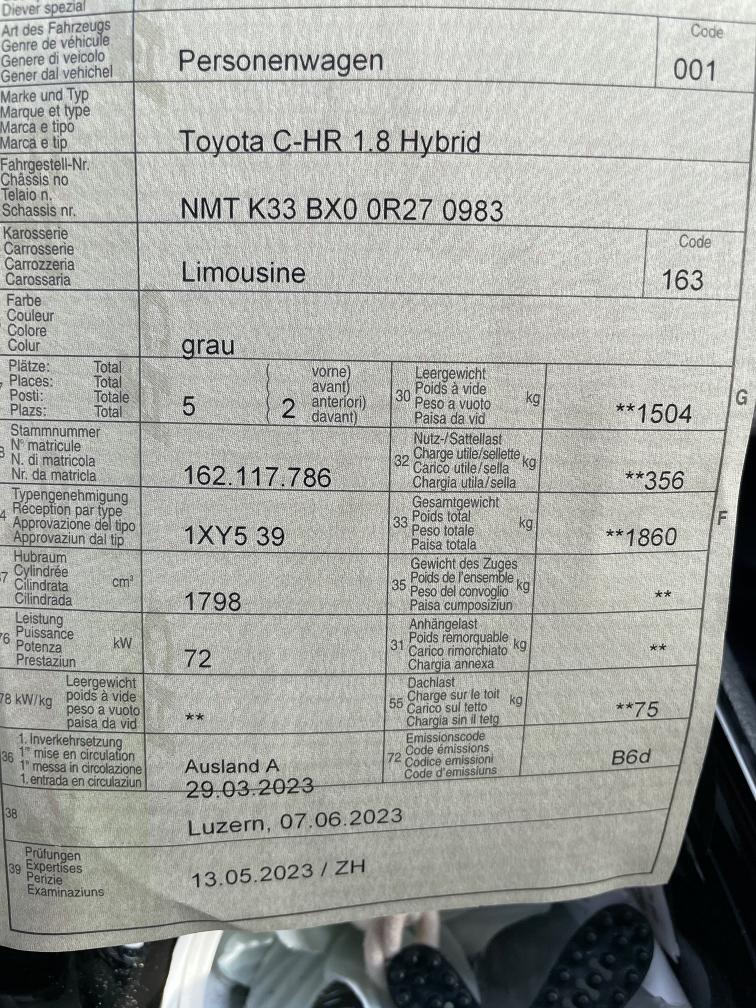 Diever spezial
Art des Fahrzeugs
Genre de véhicule
Genere di veicolo
Gener dal vehichel
Personenwagen
Code
001
Marke und Typ
Marque et type
Marca e tipo
Marca e tip
Toyota C-HR 1.8 Hybrid
Fahrgestell-Nr.
Châssis no
Telaio n.
Schassis nr.
NMT K33 BX0 0R27 0983
Karosserie
Carrosserie
Carrozzeria
Carossaria
Limousine
Code
163
Farbe
Couleur
Colore
Colur
grau
Plätze: Total
Places: Total
Posti: Totale
Plazs: Total
5
( 2
vorne)
avant)
anteriori)
davant)
30
Leergewicht
Poids à vide
Peso a vuoto
Paisa da vid
kg
**1504
G
Stammnummer
N° matricule
N. di matricola
Nr. da matricla
162.117.786
32
Nutz-/Sattellast
Charge utile/sellette
Carico utile/sella
Chargia utila/sella
kg
**356
Typengenehmigung
Réception par type
Approvazione del tipo
Approvaziun dal tip
1XY5 39
33
Gesamtgewicht
Poids total
Peso totale
Paisa totala
kg
**1860
F
Hubraum
Cylindrée
Cilindrata
Cilindrada
cm³
1798
35
Gewicht des Zuges
Poids de l'ensemble
Peso del convoglio
Paisa cumposiziun
kg
**
Leistung
Puissance
Potenza
Prestaziun
kW
72
31
Anhängelast
Poids remorquable
Carico rimorchiato
Chargia annexa
kg
**
78 kW/kg
Leergewicht
poids à vide
peso a vuoto
paisa da vid
**
55
Dachlast
Charge sur le toit
Carico sul tetto
Chargia sin il tetg
kg
**75
36
1. Inverkehrsetzung
1re mise en circulation
1a messa in circolazione
1. entrada en circulaziun
Ausland A
29.03.2023
72
Emissionscode
Code émissions
Codice emissioni
Code d'emissiuns
B6d
38
Luzern, 07.06.2023
39
Prüfungen
Expertises
Perizie
Examinaziuns
13.05.2023 / ZH